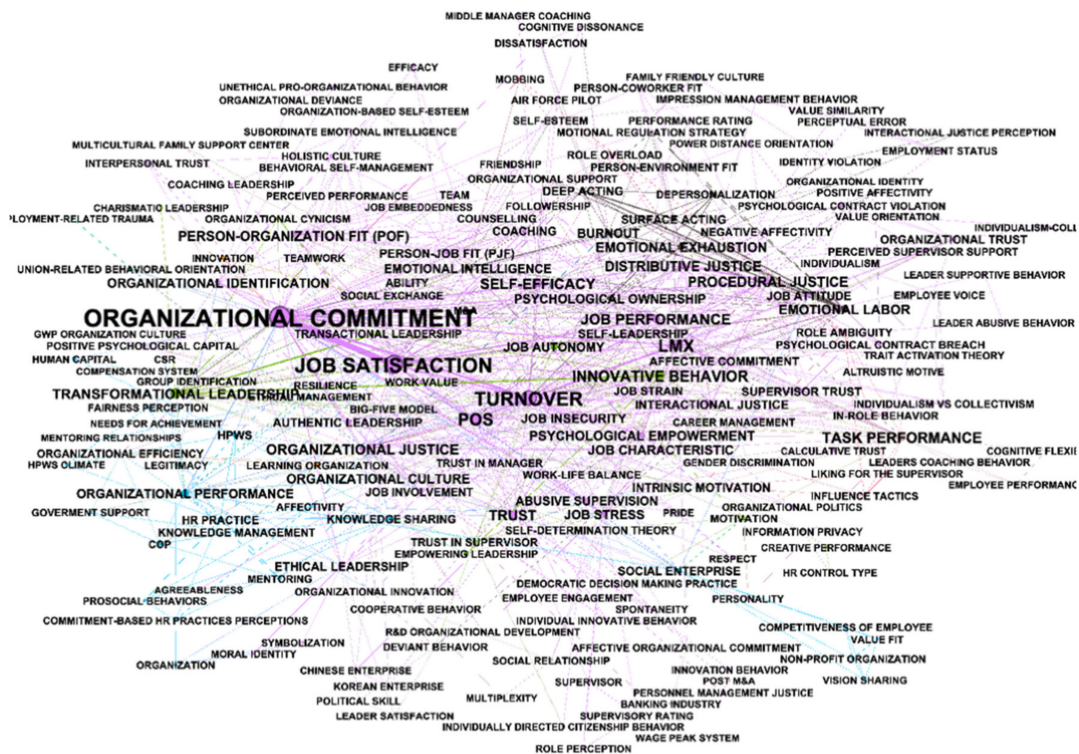 MIDDLE MANAGER COACHING
COGNITIVE DISSONANCE
DISSATISFACTION
EFFICACY
MOBBING
FAMILY FRIENDLY CULTURE
UNETHICAL PRO-ORGANIZATIONAL BEHAVIOR
PERSON-COWORKER FIT
ORGANIZATIONAL DEVIANCE
AIR FORCE PILOT
IMPRESSION MANAGEMENT BEHAVIOR
ORGANIZATION-BASED SELF-ESTEEM
VALUE SIMILARITY
SELF-ESTEEM
PERFORMANCE RATING
PERCEPTUAL ERROR
SUBORDINATE EMOTIONAL INTELLIGENCE
MOTIONAL REGULATION STRATEGY
INTERACTIONAL JUSTICE PERCEPTION
MULTICULTURAL FAMILY SUPPORT CENTER
POWER DISTANCE ORIENTATION
EMPLOYMENT STATUS
HOLISTIC CULTURE
ROLE OVERLOAD
INTERPERSONAL TRUST
BEHAVIORAL SELF-MANAGEMENT
FRIENDSHIP
PERSON-ENVIRONMENT FIT
IDENTITY VIOLATION
COACHING LEADERSHIP
ORGANIZATIONAL SUPPORT
ORGANIZATIONAL IDENTITY
PERCEIVED PERFORMANCE
TEAM
DEEP ACTING
DEPERSONALIZATION
POSITIVE AFFECTIVITY
CHARISMATIC LEADERSHIP
JOB EMBEDDEDNESS
FOLLOWERSHIP
PSYCHOLOGICAL CONTRACT VIOLATION
PLOYMENT-RELATED TRAUMA
ORGANIZATIONAL CYNICISM
COUNSELLING
SURFACE ACTING
VALUE ORIENTATION
PERSON-ORGANIZATION FIT (POF)
COACHING
BURNOUT
NEGATIVE AFFECTIVITY
INDIVIDUALISM-COLL
ORGANIZATIONAL TRUST
INNOVATION
TEAMWORK
PERSON-JOB FIT (PJF)
EMOTIONAL EXHAUSTION
PERCEIVED SUPERVISOR SUPPORT
UNION-RELATED BEHAVIORAL ORIENTATION
EMOTIONAL INTELLIGENCE
DISTRIBUTIVE JUSTICE
INDIVIDUALISM
LEADER SUPPORTIVE BEHAVIOR
ORGANIZATIONAL IDENTIFICATION
ABILITY
SELF-EFFICACY
PROCEDURAL JUSTICE
SOCIAL EXCHANGE
PSYCHOLOGICAL OWNERSHIP
JOB ATTITUDE
EMPLOYEE VOICE
ORGANIZATIONAL COMMITMENT
JOB PERFORMANCE
EMOTIONAL LABOR
LEADER ABUSIVE BEHAVIOR
GWP ORGANIZATION CULTURE
TRANSACTIONAL LEADERSHIP
SELF-LEADERSHIP
ROLE AMBIGUITY
POSITIVE PSYCHOLOGICAL CAPITAL
JOB AUTONOMY
LMX
PSYCHOLOGICAL CONTRACT BREACH
HUMAN CAPITAL
CSR
JOB SATISFACTION
AFFECTIVE COMMITMENT
TRAIT ACTIVATION THEORY
COMPENSATION SYSTEM
ALTRUISTIC MOTIVE
GROUP IDENTIFICATION
RESILIENCE
WORK VALUE
INNOVATIVE BEHAVIOR
TRANSFORMATIONAL LEADERSHIP
MANAGEMENT
JOB STRAIN
SUPERVISOR TRUST
FAIRNESS PERCEPTION
BIG-FIVE MODEL
TURNOVER
INTERACTIONAL JUSTICE
INDIVIDUALISM VS COLLECTIVISM
NEEDS FOR ACHIEVEMENT
AUTHENTIC LEADERSHIP
POS
JOB INSECURITY
CAREER MANAGEMENT
IN-ROLE BEHAVIOR
MENTORING RELATIONSHIPS
HPWS
PSYCHOLOGICAL EMPOWERMENT
TASK PERFORMANCE
ORGANIZATIONAL EFFICIENCY
ORGANIZATIONAL JUSTICE
JOB CHARACTERISTIC
CALCULATIVE TRUST
COGNITIVE FLEXIE
HPWS CLIMATE
LEGITIMACY
LEARNING ORGANIZATION
TRUST IN MANAGER
GENDER DISCRIMINATION
LEADERS COACHING BEHAVIOR
ORGANIZATIONAL CULTURE
WORK-LIFE BALANCE
LIKING FOR THE SUPERVISOR
ORGANIZATIONAL PERFORMANCE
JOB INVOLVEMENT
INTRINSIC MOTIVATION
EMPLOYEE PERFORMANC
AFFECTIVITY
ABUSIVE SUPERVISION
INFLUENCE TACTICS
GOVERMENT SUPPORT
HR PRACTICE
KNOWLEDGE SHARING
TRUST
JOB STRESS
PRIDE
ORGANIZATIONAL POLITICS
MOTIVATION
KNOWLEDGE MANAGEMENT
SELF-DETERMINATION THEORY
INFORMATION PRIVACY
COP
TRUST IN SUPERVISOR
CREATIVE PERFORMANCE
EMPOWERING LEADERSHIP
RESPECT
ETHICAL LEADERSHIP
SOCIAL ENTERPRISE
HR CONTROL TYPE
MENTORING
DEMOCRATIC DECISION MAKING PRACTICE
AGREEABLENESS
ORGANIZATIONAL INNOVATION
EMPLOYEE ENGAGEMENT
PERSONALITY
PROSOCIAL BEHAVIORS
COOPERATIVE BEHAVIOR
SPONTANEITY
COMMITMENT-BASED HR PRACTICES PERCEPTIONS
INDIVIDUAL INNOVATIVE BEHAVIOR
COMPETITIVENESS OF EMPLOYEE
R&D ORGANIZATIONAL DEVELOPMENT
VALUE FIT
SYMBOLIZATION
DEVIANT BEHAVIOR
AFFECTIVE ORGANIZATIONAL COMMITMENT
MORAL IDENTITY
SOCIAL RELATIONSHIP
NON-PROFIT ORGANIZATION
ORGANIZATION
CHINESE ENTERPRISE
INNOVATION BEHAVIOR
KOREAN ENTERPRISE
SUPERVISOR
POST M&A
VISION SHARING
POLITICAL SKILL
MULTIPLEXITY
PERSONNEL MANAGEMENT JUSTICE
BANKING INDUSTRY
LEADER SATISFACTION
SUPERVISORY RATING
INDIVIDUALLY DIRECTED CITIZENSHIP BEHAVIOR
WAGE PEAK SYSTEM
ROLE PERCEPTION